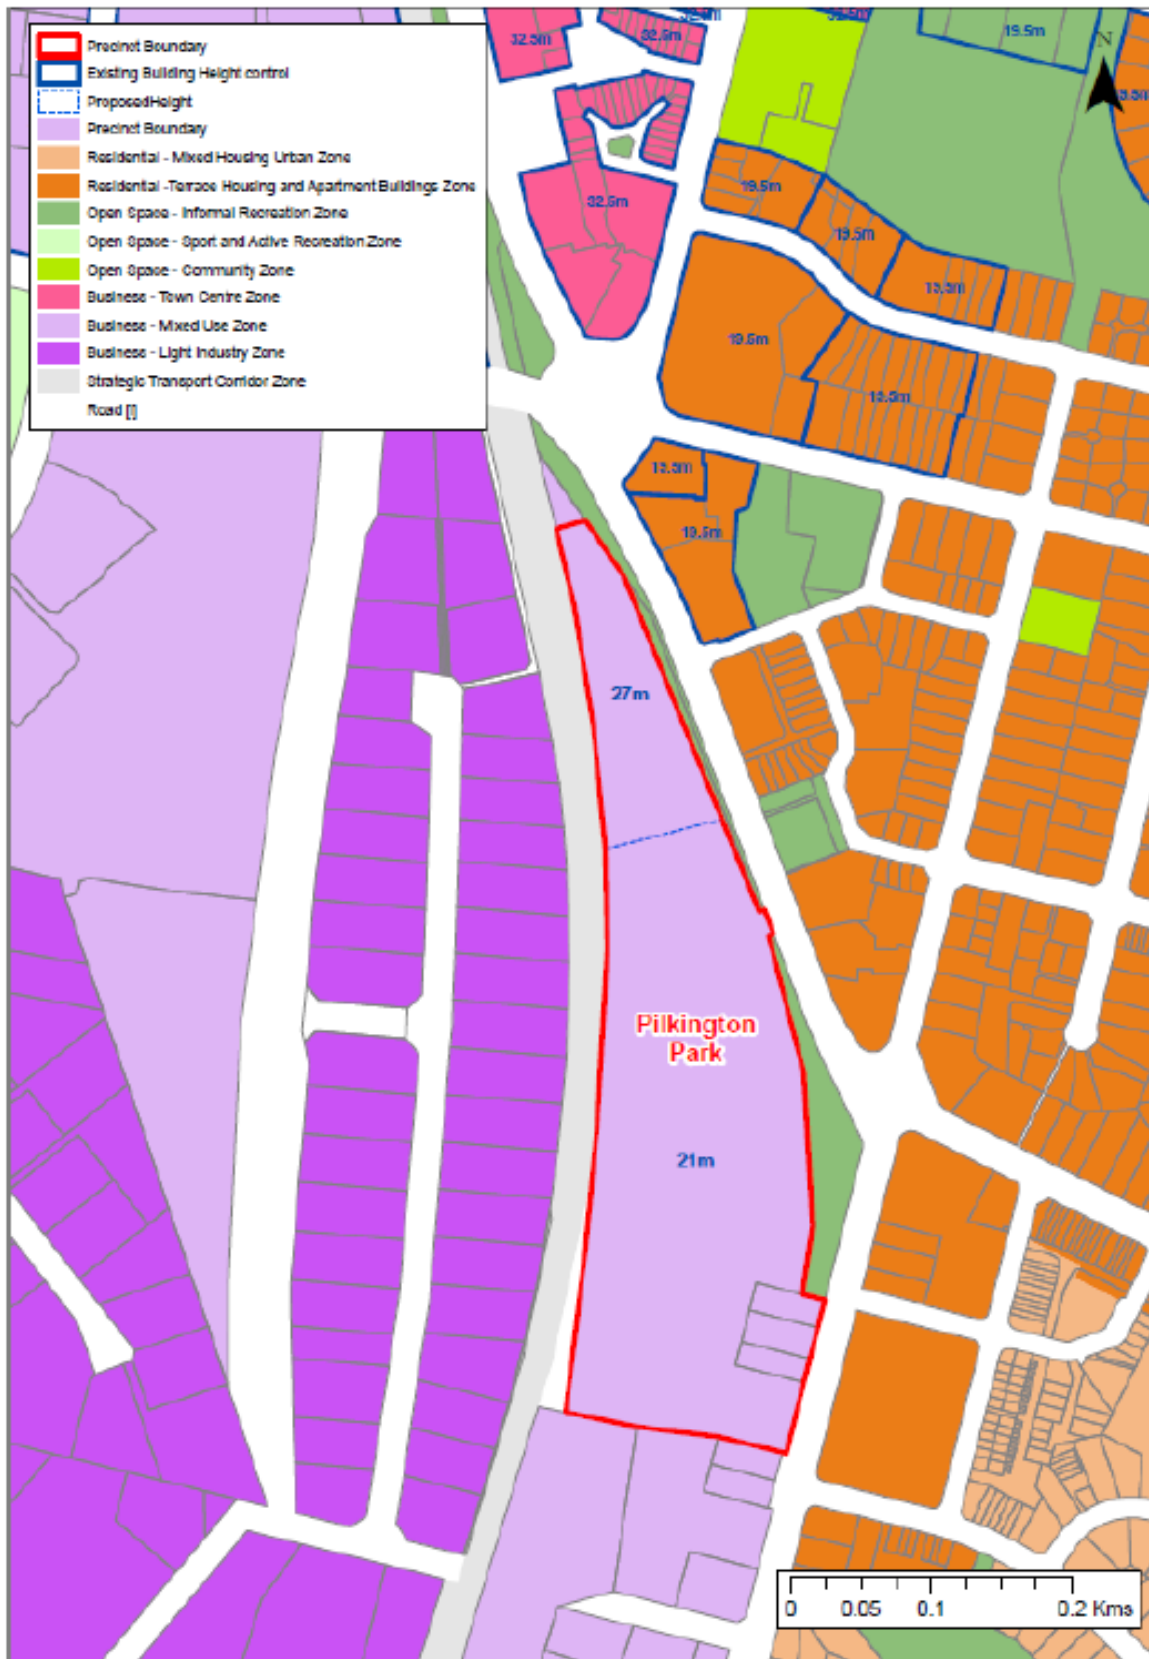 Precinct Boundary
Existing Building Height control
ProposedHeight
Precinct Boundary
Residential - Mixed Housing Urban Zone
Residential -Terrace Housing and Apartment Buildings Zone
Open Space - Informal Recreation Zone
Open Space - Sport and Active Recreation Zone
Open Space - Community Zone
Business - Town Centre Zone
Business - Mixed Use Zone
Business - Light Industry Zone
Strategic Transport Corridor Zone
Road [i]
32.5m
32.5m
19.5m
N
19.5m
32.5m
19.5m
19.5m
19.5m
19.5m
19.5m
19.5m
19.5m
27m
Pilkington
Park
21m
0 0.05 0.1 0.2 Kms